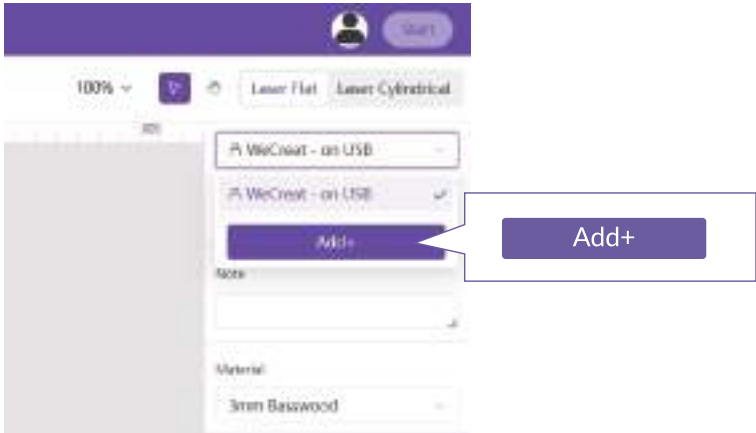 Start
100%
Laser Flat Laser Cylindrical
WeCreat - on USB
WeCreat - on USB
Add+
Add+
Note
Material
3mm Basswood